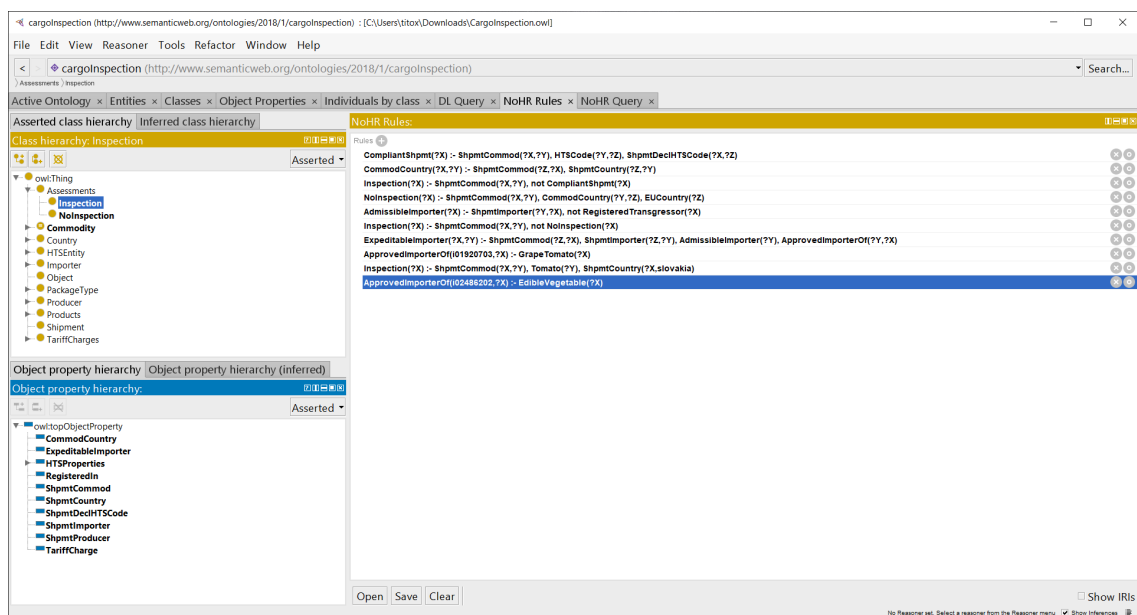 cargoInspection (http://www.semanticweb.org/ontologies/2018/1/cargoInspection) : [C:\Users\titox\Downloads\CargoInspection.owl]
File Edit View Reasoner Tools Refactor Window Help
cargoInspection (http://www.semanticweb.org/ontologies/2018/1/cargoInspection) Search...
Assessments Inspection
Active Ontology × Entities × Classes × Object Properties × Individuals by class × DL Query × NoHR Rules × NoHR Query ×
Asserted class hierarchy Inferred class hierarchy
Class hierarchy: Inspection
Asserted
owl:Thing
Assessments
Inspection
NoInspection
Commodity
Country
HTSEntity
Importer
Object
PackageType
Producer
Products
Shipment
TariffCharges
Object property hierarchy Object property hierarchy (inferred)
Object property hierarchy:
Asserted
owl:topObjectProperty
CommodCountry
ExpeditableImporter
HTSProperties
RegisteredIn
ShpmtCommod
ShpmtCountry
ShpmtDeclHTSCode
ShpmtImporter
ShpmtProducer
TariffCharge
NoHR Rules:
Rules
CompliantShpmt(?X) :- ShpmtCommod(?X,?Y), HTSCode(?Y,?Z), ShpmtDeclHTSCode(?X,?Z)
CommodCountry(?X,?Y) :- ShpmtCommod(?Z,?X), ShpmtCountry(?Z,?Y)
Inspection(?X) :- ShpmtCommod(?X,?Y), not CompliantShpmt(?X)
NoInspection(?X) :- ShpmtCommod(?X,?Y), CommodCountry(?Y,?Z), EUCountry(?Z)
AdmissibleImporter(?X) :- ShpmtImporter(?Y,?X), not RegisteredTransgressor(?X)
Inspection(?X) :- ShpmtCommod(?X,?Y), not NoInspection(?X)
ExpeditableImporter(?X,?Y) :- ShpmtCommod(?Z,?X), ShpmtImporter(?Z,?Y), AdmissibleImporter(?Y), ApprovedImporterOf(?Y,?X)
ApprovedImporterOf(i01920703,?X) :- GrapeTomato(?X)
Inspection(?X) :- ShpmtCommod(?X,?Y), Tomato(?Y), ShpmtCountry(?X,slovakia)
ApprovedImporterOf(i02486202,?X) :- EdibleVegetable(?X)
Open Save Clear
Show IRIs
No Reasoner set. Select a reasoner from the Reasoner menu Show Inferences